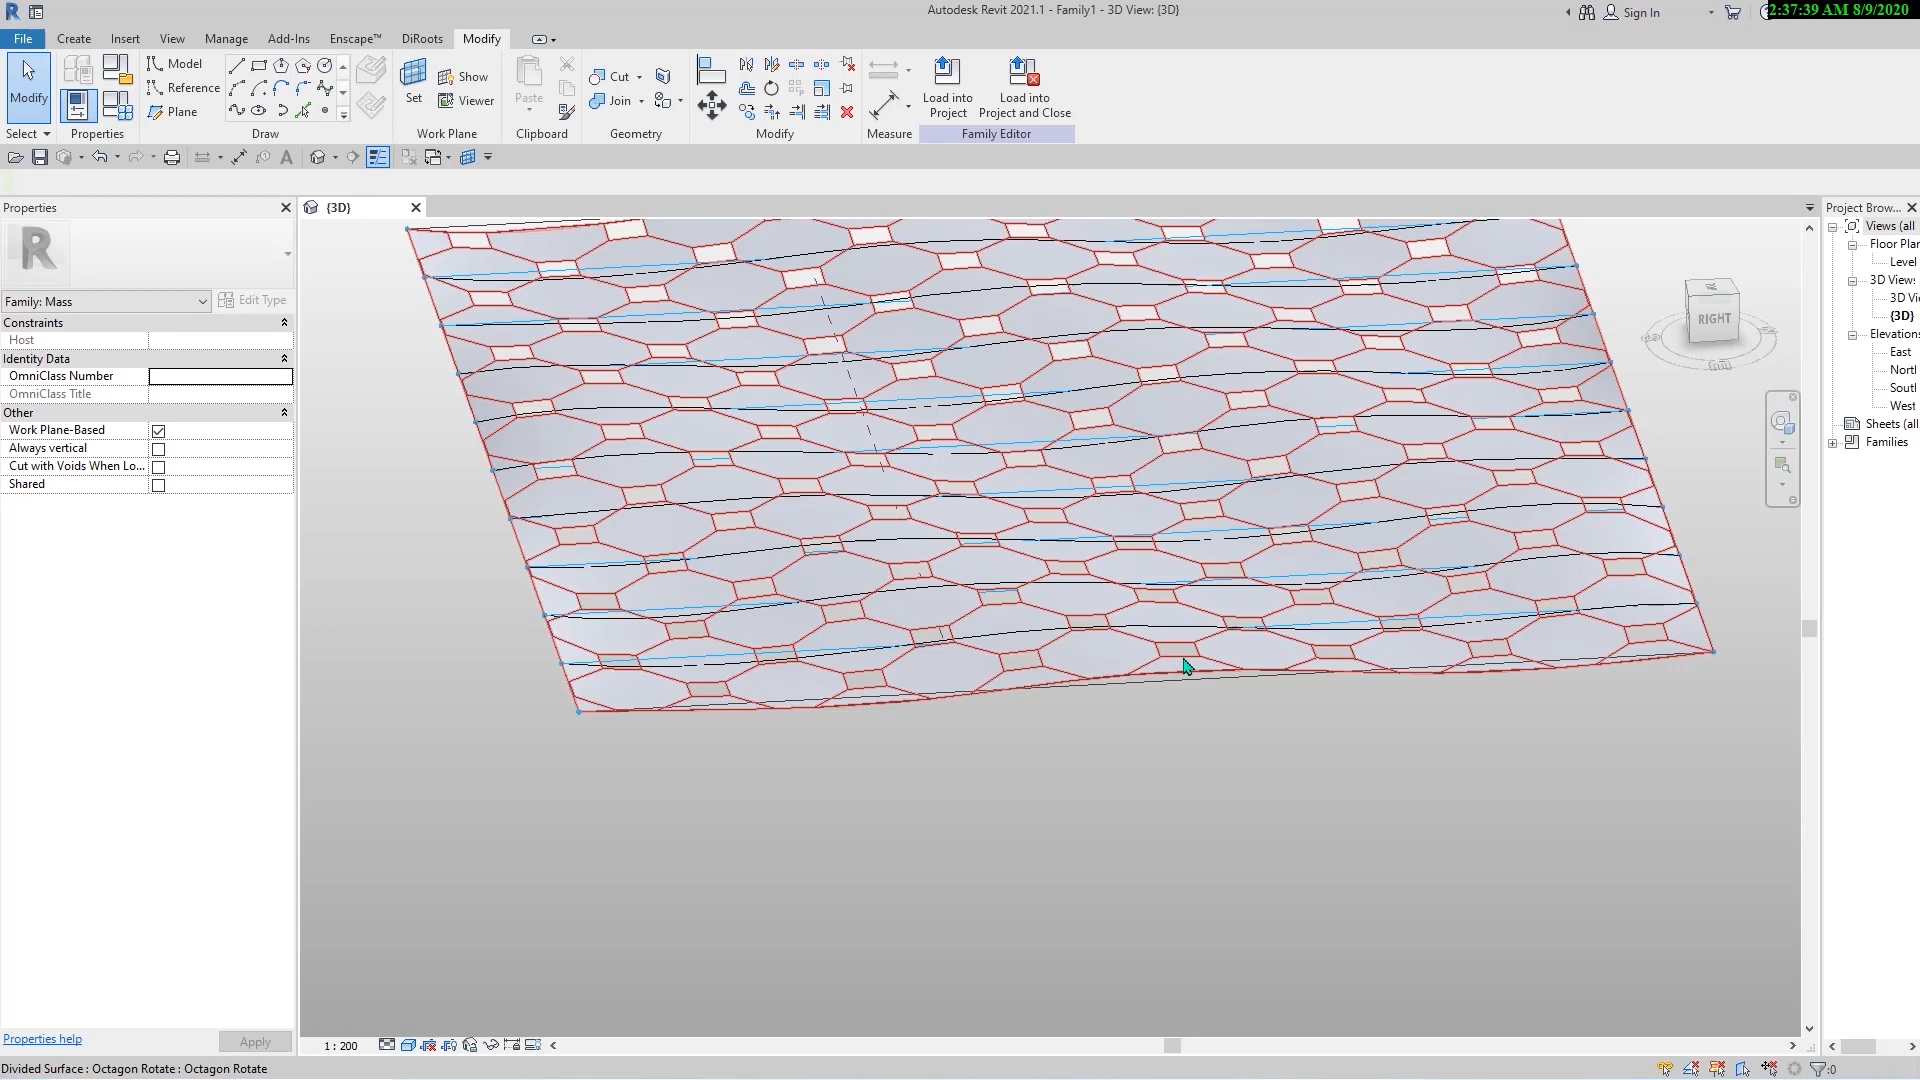 Autodesk Revit 2021.1 - Family1 - 3D View: {3D}
Sign In
2:37:39 AM 8/9/2020
File Create Insert View Manage Add-Ins Enscape™ DiRoots Modify
Modify
Select
Properties
Model
Reference
Plane
Draw
Set
Show
Viewer
Work Plane
Paste
Clipboard
Cut
Join
Geometry
Modify
Measure
Load into
Project
Load into
Project and Close
Family Editor
Properties
{3D}
Project Brow...
R
Family: Mass
Edit Type
Constraints
Host
Identity Data
OmniClass Number
OmniClass Title
Other
Work Plane-Based
Always vertical
Cut with Voids When Lo...
Shared
RIGHT
Views (all
Floor Plan
Level
3D Views
3D Vi
{3D}
Elevations
East
Nortl
Soutl
West
Sheets (all
Families
Properties help
Apply
1 : 200
Divided Surface : Octagon Rotate : Octagon Rotate
:0